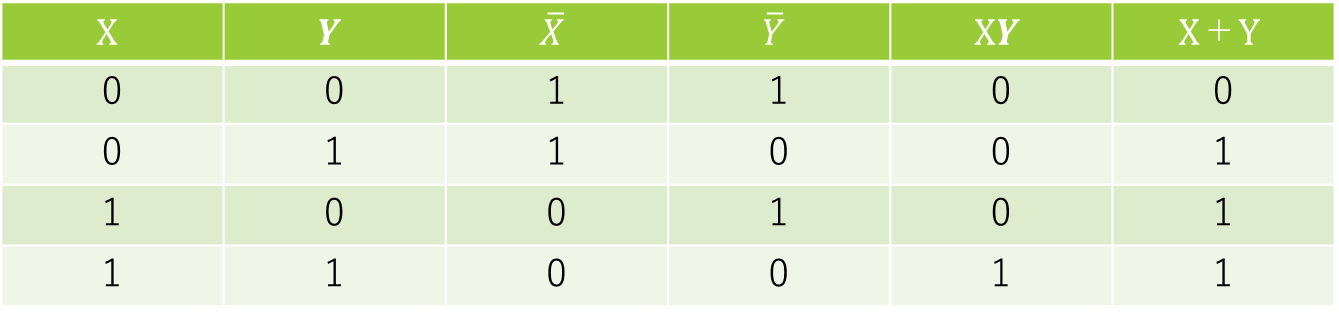 X Y X̅ Y̅ XY X + Y
0 0 1 1 0 0
0 1 1 0 0 1
1 0 0 1 0 1
1 1 0 0 1 1